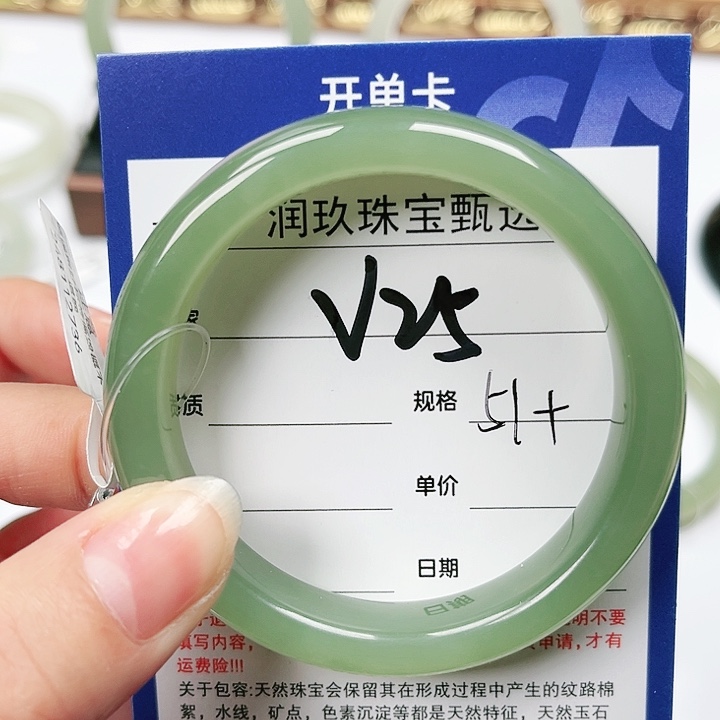 开单卡
润玖珠宝甄选
V25
质
规格 51+
单价
日期
明不要
填写内容,
申请,才有
运费险!!!
关于包容:天然珠宝会保留其在形成过程中产生的纹路棉
絮,水线,矿点,色素沉淀等都是天然特征,天然玉石